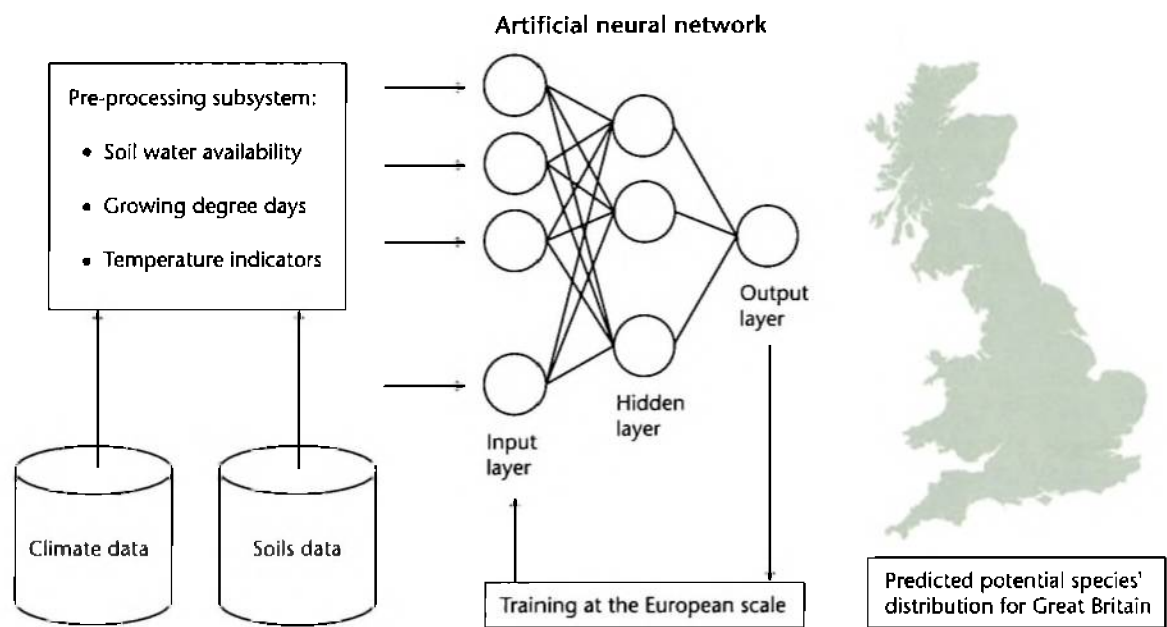 Artificial neural network
Pre-processing subsystem:
• Soil water availability
• Growing degree days
• Temperature indicators
Climate data
Soils data
Input
layer
Hidden
layer
Output
layer
Training at the European scale
Predicted potential species'
distribution for Great Britain